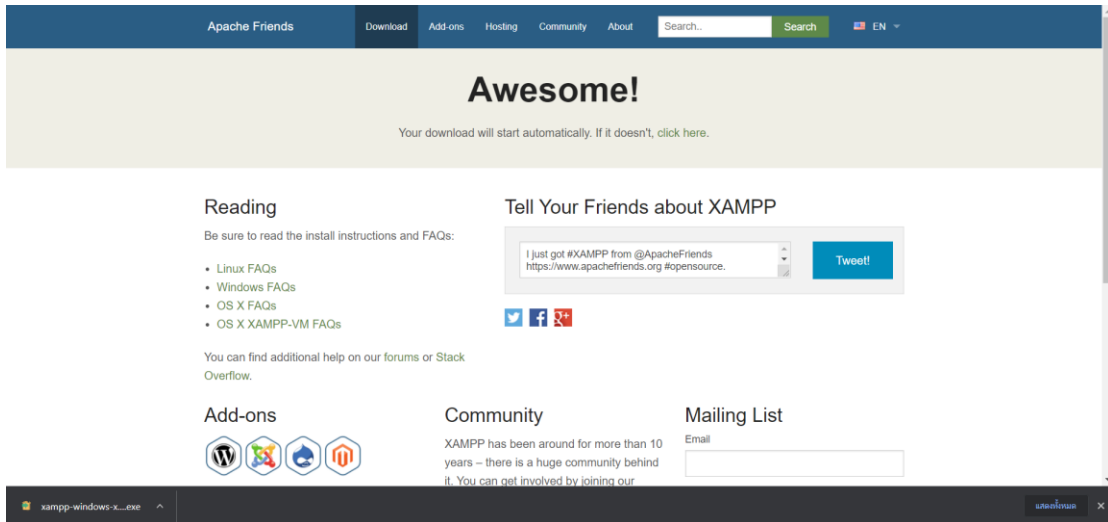 Apache Friends
Download
Add-ons
Hosting
Community
About
Search..
Search
EN
Awesome!
Your download will start automatically. If it doesn't, click here.
Reading
Be sure to read the install instructions and FAQs:
• Linux FAQs
• Windows FAQs
• OS X FAQs
• OS X XAMPP-VM FAQs
You can find additional help on our forums or Stack
Overflow.
Tell Your Friends about XAMPP
I just got #XAMPP from @ApacheFriends
https://www.apachefriends.org #opensource.
Tweet!
Add-ons
Community
XAMPP has been around for more than 10
years – there is a huge community behind
it. You can get involved by joining our
Mailing List
Email
xampp-windows-x....exe
แสดงทั้งหมด